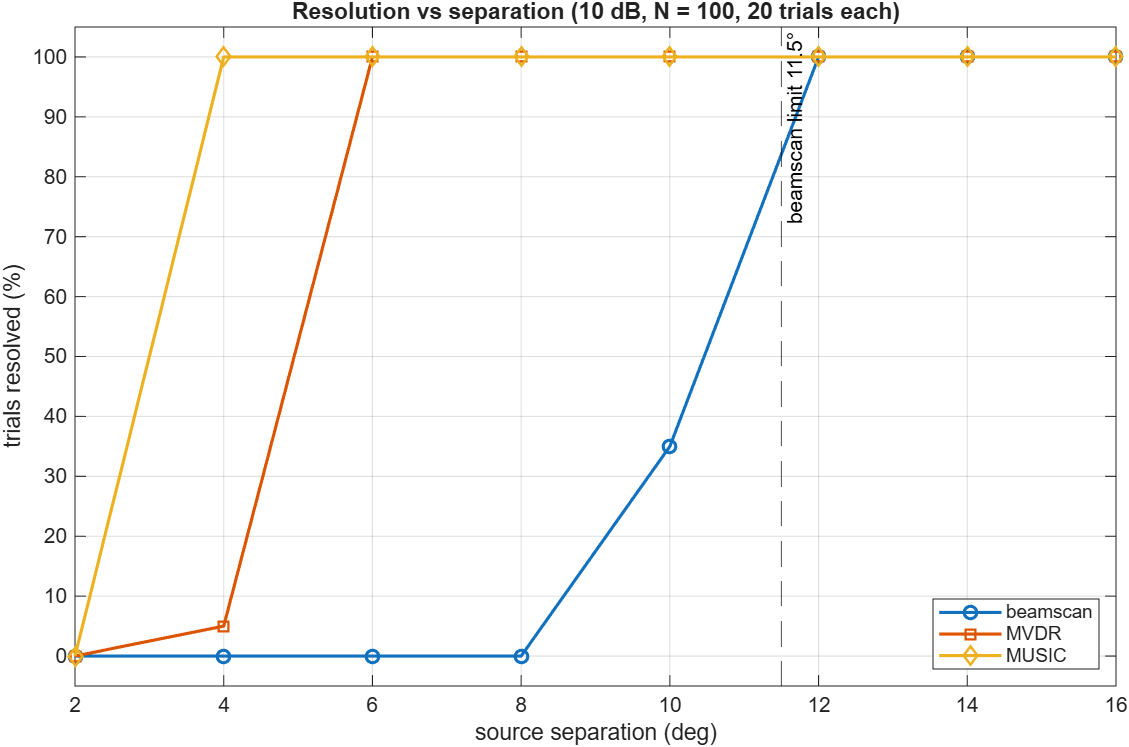 Resolution vs separation (10 dB, N = 100, 20 trials each)
trials resolved (%)
100
90
80
70
60
50
40
30
20
10
0
beamscan limit 11.5°
beamscan
MVDR
MUSIC
2 4 6 8 10 12 14 16
source separation (deg)